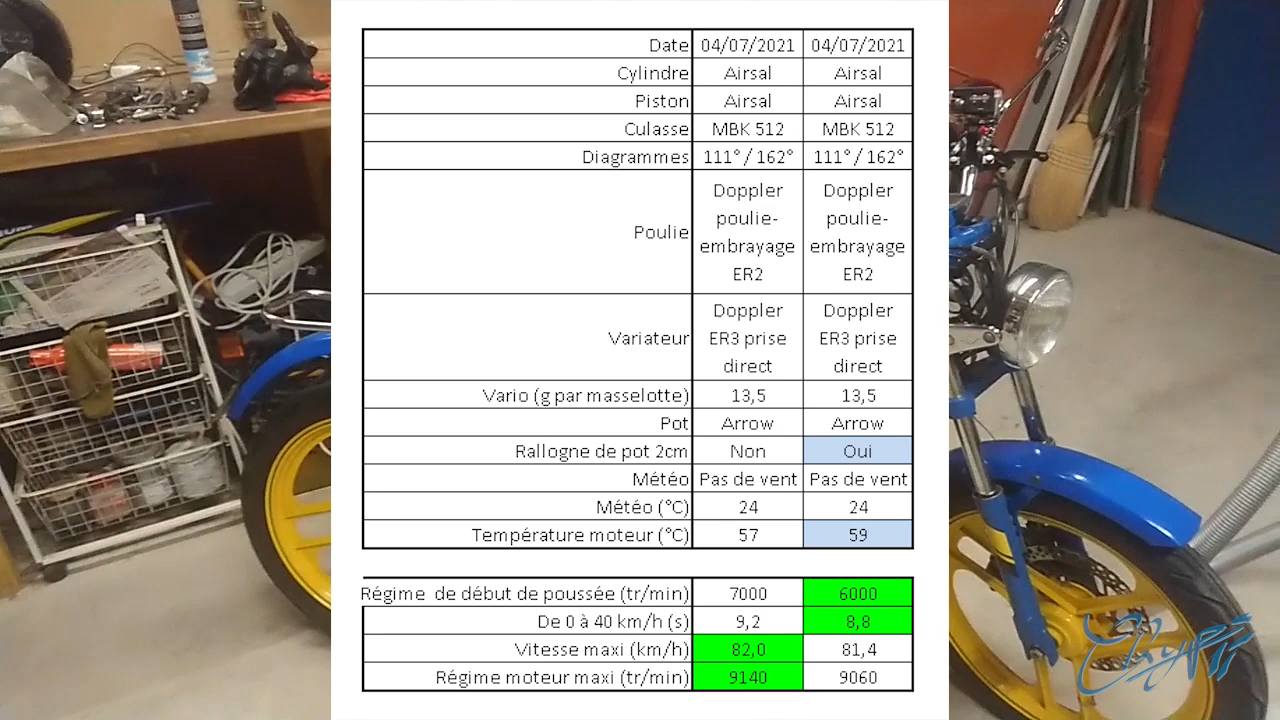 Date 04/07/2021 04/07/2021
Cylindre Airsal Airsal
Piston Airsal Airsal
Culasse MBK 512 MBK 512
Diagrammes 111° / 162° 111° / 162°
Poulie Doppler poulie-embrayage ER2 Doppler poulie-embrayage ER2
Variateur Doppler ER3 prise direct Doppler ER3 prise direct
Vario (g par masselotte) 13,5 13,5
Pot Arrow Arrow
Rallogne de pot 2cm Non Oui
Météo Pas de vent Pas de vent
Météo (°C) 24 24
Température moteur (°C) 57 59
Régime de début de poussée (tr/min) 7000 6000
De 0 à 40 km/h (s) 9,2 8,8
Vitesse maxi (km/h) 82,0 81,4
Régime moteur maxi (tr/min) 9140 9060